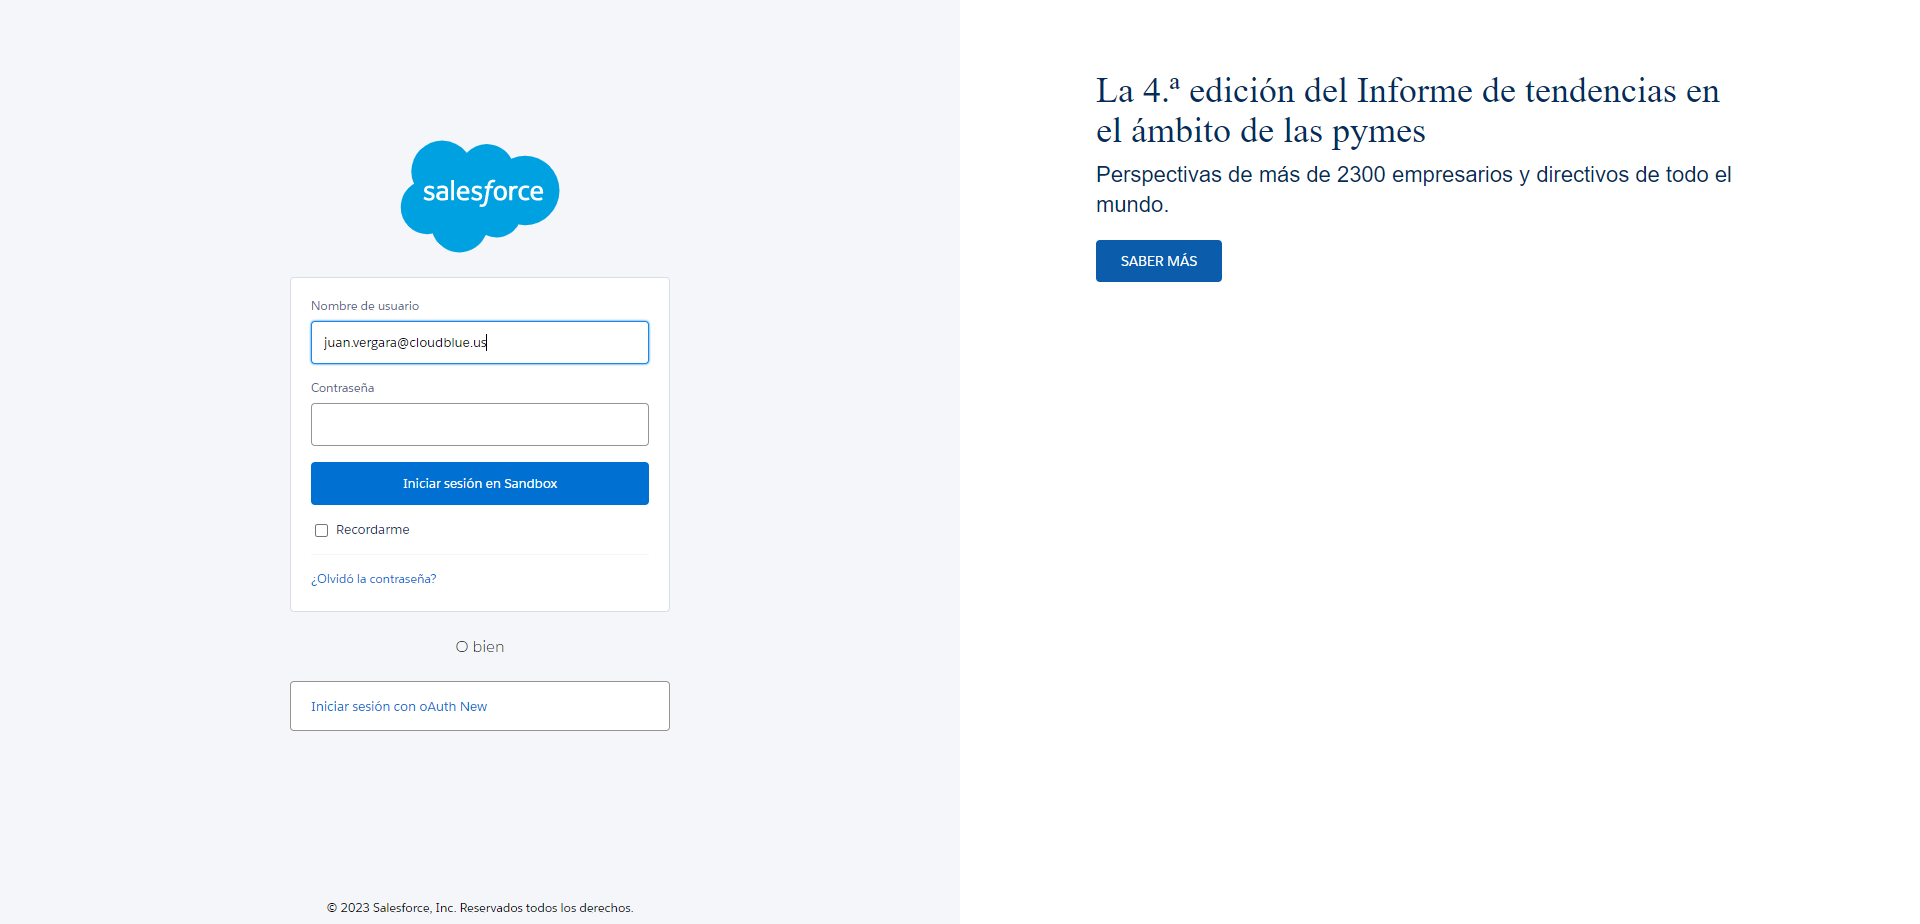 salesforce
Nombre de usuario
juan.vergara@cloudblue.us
Contraseña
Iniciar sesión en Sandbox
Recordarme
¿Olvidó la contraseña?
O bien
Iniciar sesión con oAuth New
© 2023 Salesforce, Inc. Reservados todos los derechos.
La 4.ª edición del Informe de tendencias en
el ámbito de las pymes
Perspectivas de más de 2300 empresarios y directivos de todo el
mundo.
SABER MÁS